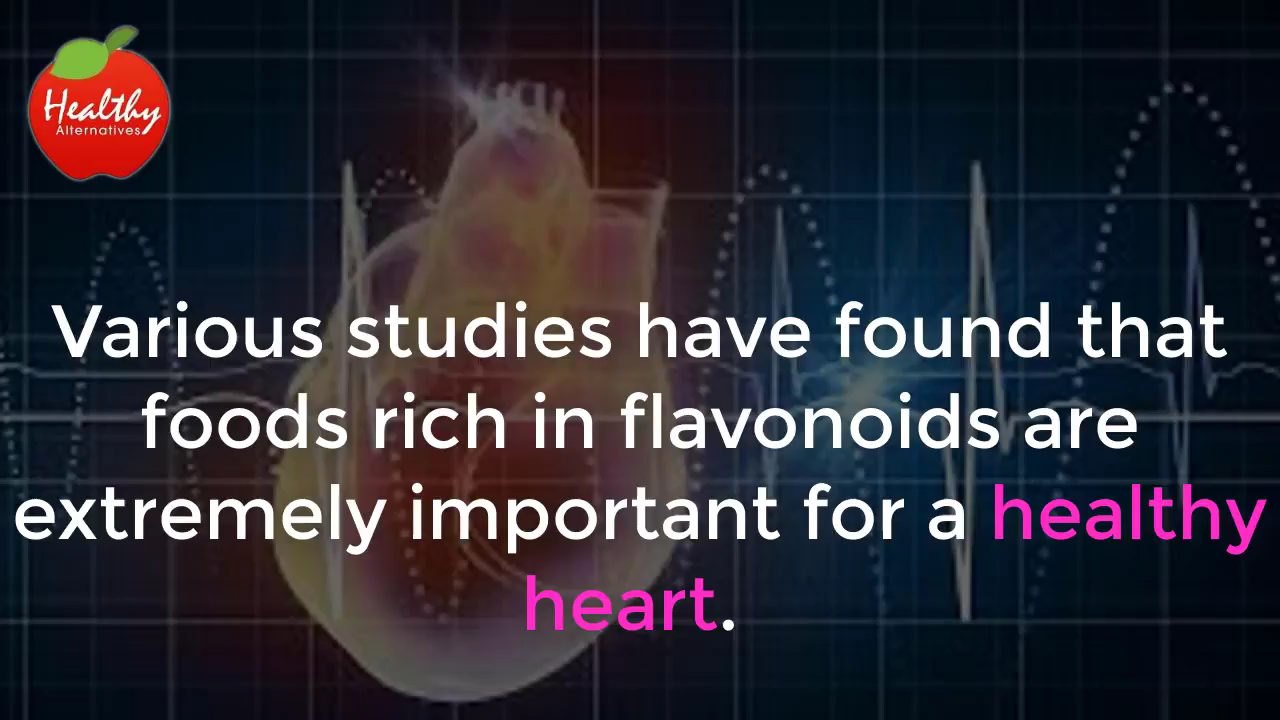 Healthy
Alternatives
Various studies have found that
foods rich in flavonoids are
extremely important for a healthy
heart.